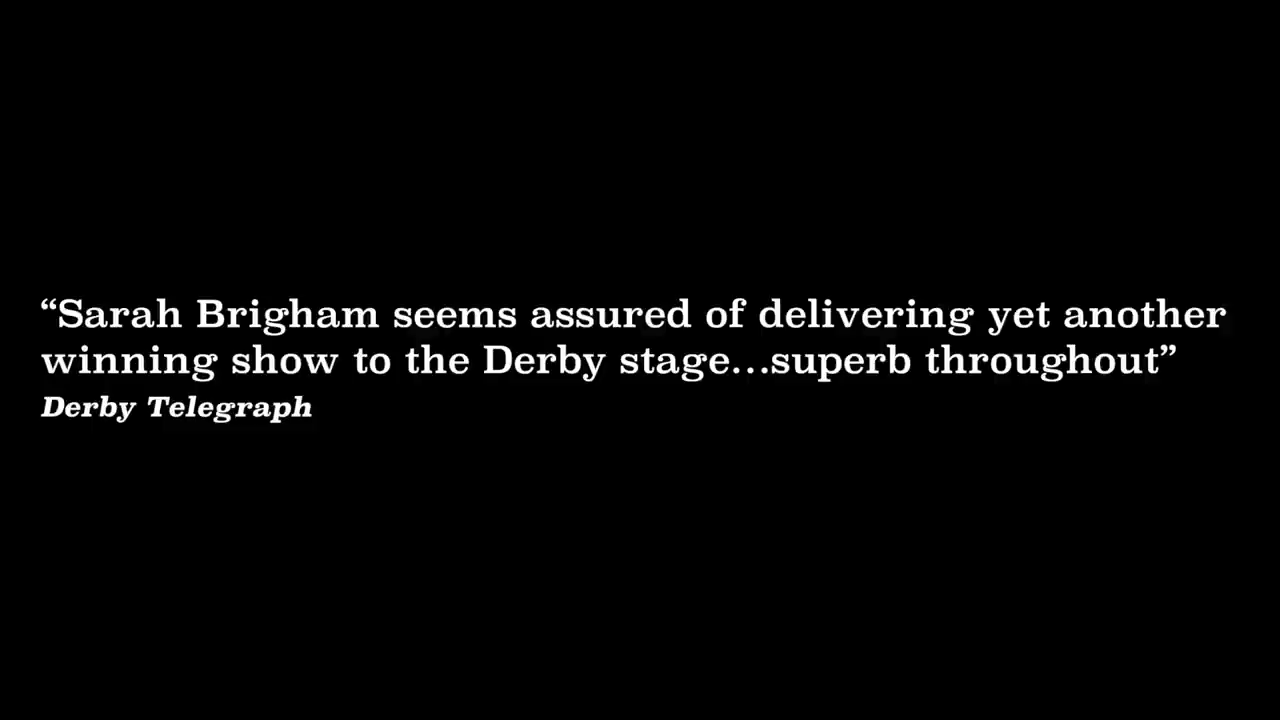 “Sarah Brigham seems assured of delivering yet another
winning show to the Derby stage...superb throughout”
Derby Telegraph